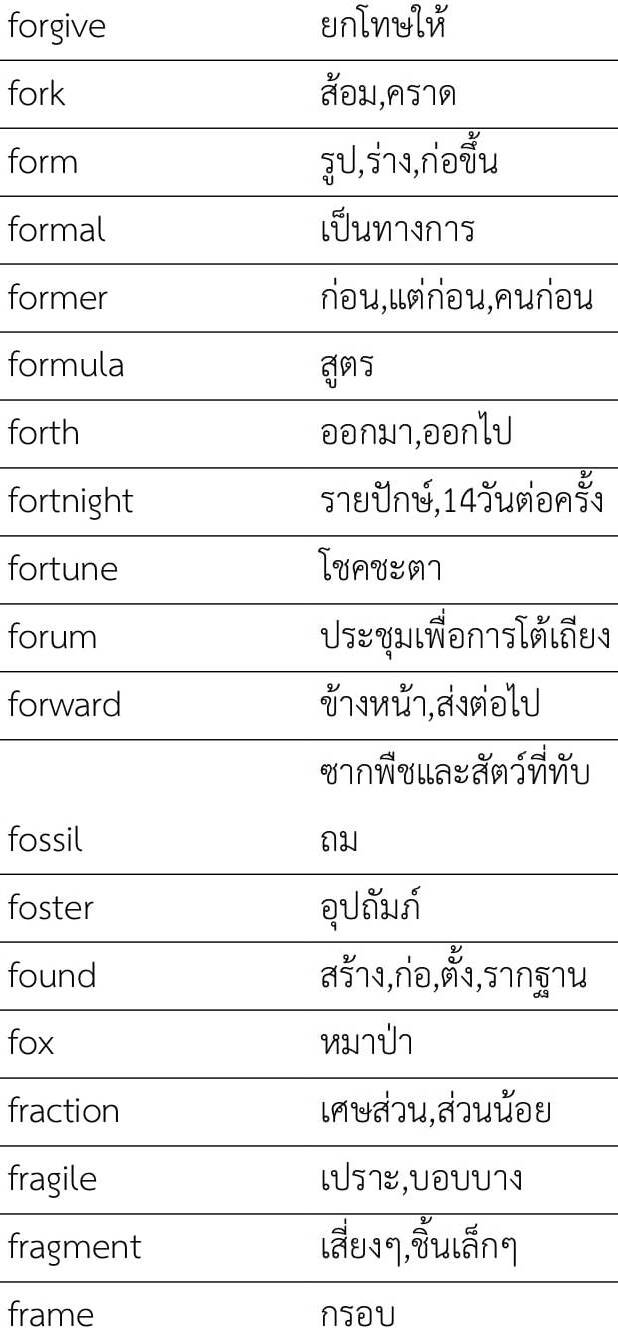 forgive ยกโทษให้
fork ส้อม,คราด
form รูป,ร่าง,ก่อขึ้น
formal เป็นทางการ
former ก่อน,แต่ก่อน,คนก่อน
formula สูตร
forth ออกมา,ออกไป
fortnight รายปักษ์,14วันต่อครั้ง
fortune โชคชะตา
forum ประชุมเพื่อการโต้เถียง
forward ข้างหน้า,ส่งต่อไป
ซากพืชและสัตว์ที่ทับ
fossil ถม
foster อุปถัมภ์
found สร้าง,ก่อ,ตั้ง,รากฐาน
fox หมาป่า
fraction เศษส่วน,ส่วนน้อย
fragile เปราะ,บอบบาง
fragment เสี่ยงๆ,ชิ้นเล็กๆ
frame กรอบ